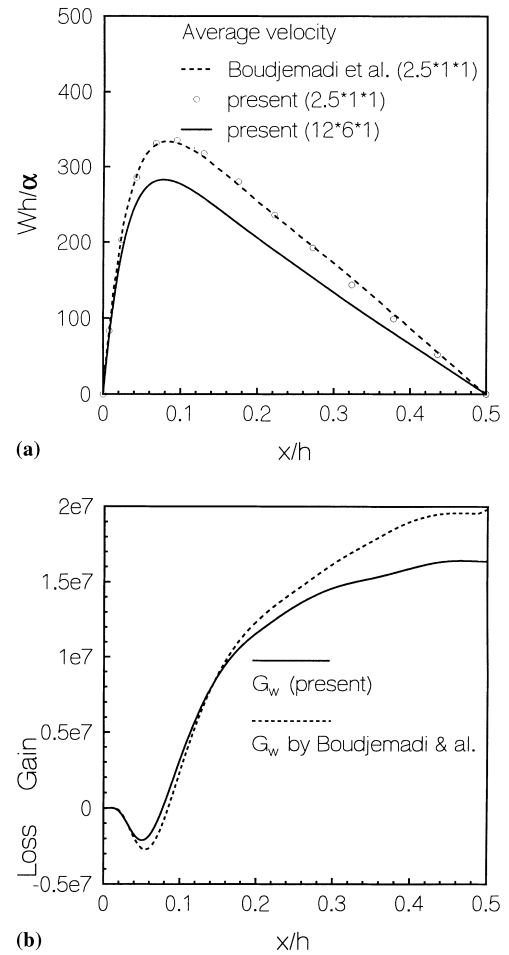 500
400
300
200
100
0
Wh/α
Average velocity
Boudjemadi et al. (2.5*1*1)
present (2.5*1*1)
present (12*6*1)
0 0.1 0.2 0.3 0.4 0.5
x/h
(a)
2e7
1.5e7
1e7
0.5e7
0
-0.5e7
Loss Gain
Gw (present)
Gw by Boudjemadi & al.
0 0.1 0.2 0.3 0.4 0.5
x/h
(b)